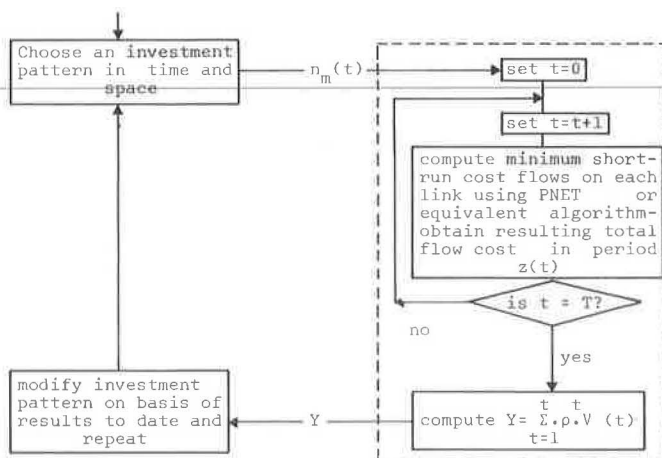 Choose an investment
pattern in time and
space
n_m(t)
set t=0
set t=t+1
compute minimum short-
run cost flows on each
link using PNET or
equivalent algorithm-
obtain resulting total
flow cost in period
z(t)
is t = T?
no
yes
t t
compute Y= Σ.ρ.V (t)
t=1
Y
modify investment
pattern on basis of
results to date and
repeat